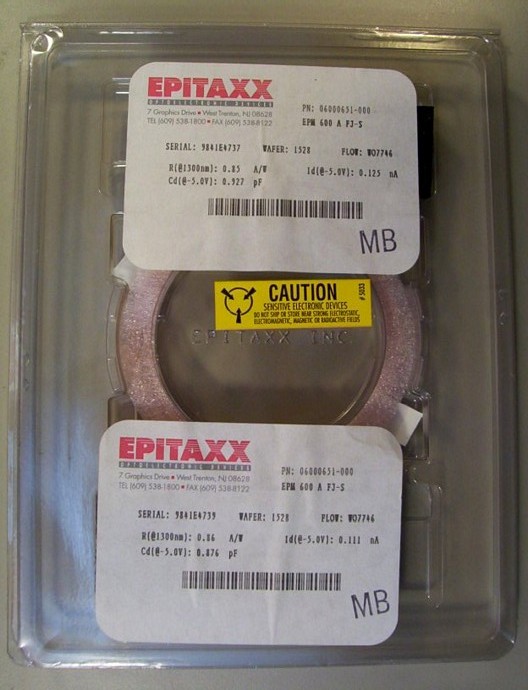 EPITAXX
OPTOELECTRONIC DEVICES
7 Graphics Drive ■ West Trenton, NJ 08628
TEL (609) 538-1800 ■ FAX (609) 538-8122
PN: 06000651-000
EPM 600 A FJ-S
SERIAL: 9841E4737 WAFER: 1528 FLOW: WO7746
R(@1300nm): 0.85 A/W Id(@-5.0V): 0.125 nA
Cd(@-5.0V): 0.927 pF
MB
CAUTION
SENSITIVE ELECTRONIC DEVICES
DO NOT SHIP OR STORE NEAR STRONG ELECTROSTATIC,
ELECTROMAGNETIC, MAGNETIC OR RADIOACTIVE FIELDS
# 5033
EPITAXX INC.
EPITAXX
OPTOELECTRONIC DEVICES
7 Graphics Drive ■ West Trenton, NJ 08628
TEL (609) 538-1800 ■ FAX (609) 538-8122
PN: 06000651-000
EPM 600 A FJ-S
SERIAL: 9841E4739 WAFER: 1528 FLOW: WO7746
R(@1300nm): 0.86 A/W Id(@-5.0V): 0.111 nA
Cd(@-5.0V): 0.876 pF
MB